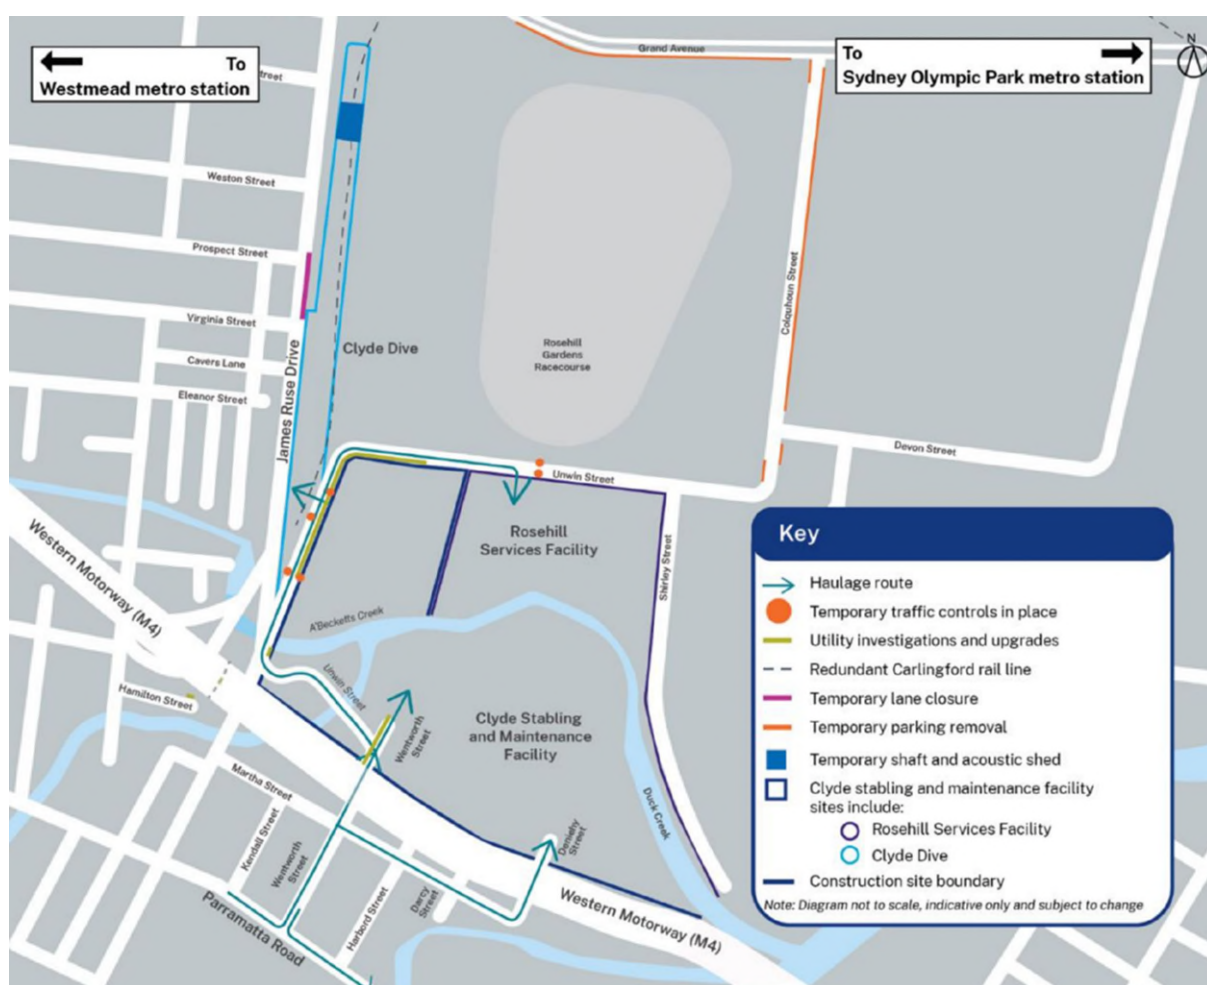 To
Westmead metro station
treet
Grand Avenue
To
Sydney Olympic Park metro station
N
Weston Street
Prospect Street
Virginia Street
Cavers Lane
Eleanor Street
James Ruse Drive
Clyde Dive
Rosehill
Gardens
Racecourse
Colquhoun Street
Devon Street
Unwin Street
Rosehill
Services Facility
Shirley Street
Western Motorway (M4)
A'Becketts Creek
Unwin Street
Hamilton Street
Wentworth
Street
Clyde Stabling
and Maintenance
Facility
Martha Street
Kendall Street
Wentworth
Street
Harbord Street
Darcy
Street
Deniehy
Street
Duck Creek
Parramatta Road
Western Motorway (M4)
Key
Haulage route
Temporary traffic controls in place
Utility investigations and upgrades
Redundant Carlingford rail line
Temporary lane closure
Temporary parking removal
Temporary shaft and acoustic shed
Clyde stabling and maintenance facility
sites include:
Rosehill Services Facility
Clyde Dive
Construction site boundary
Note: Diagram not to scale, indicative only and subject to change